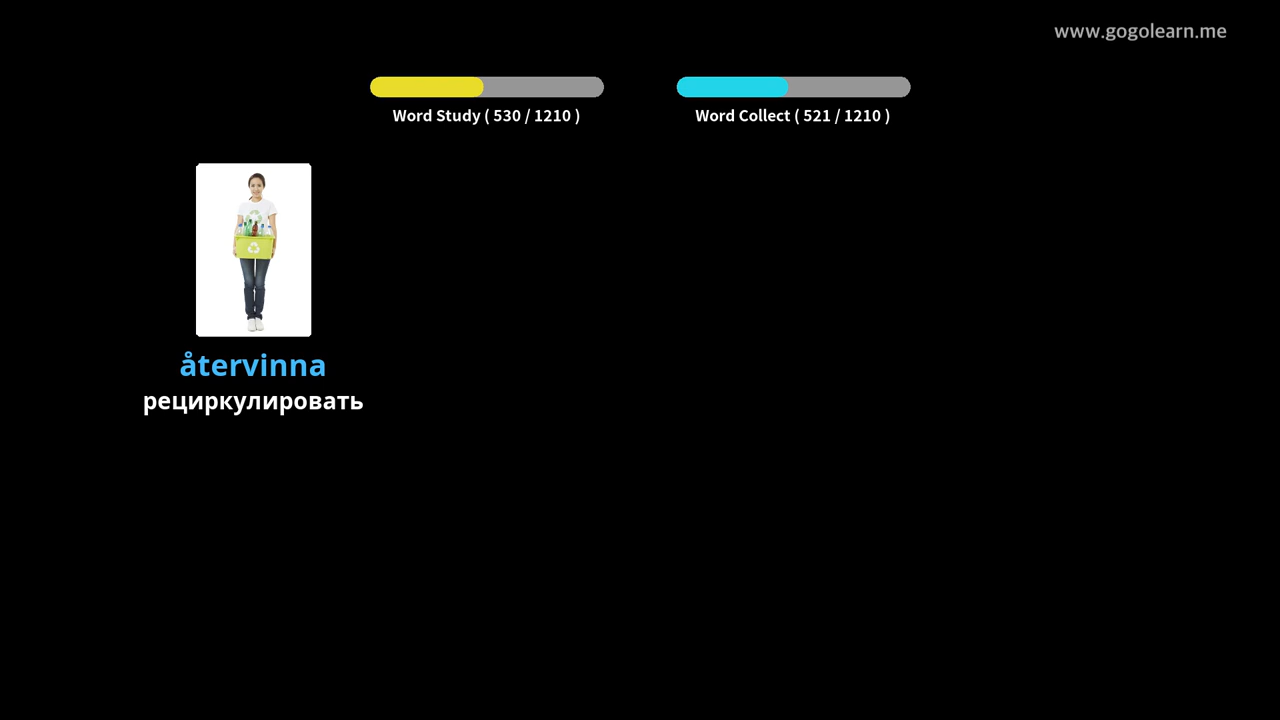 www.gogolearn.me
Word Study ( 530 / 1210 )
Word Collect ( 521 / 1210 )
återvinna
рециркулировать